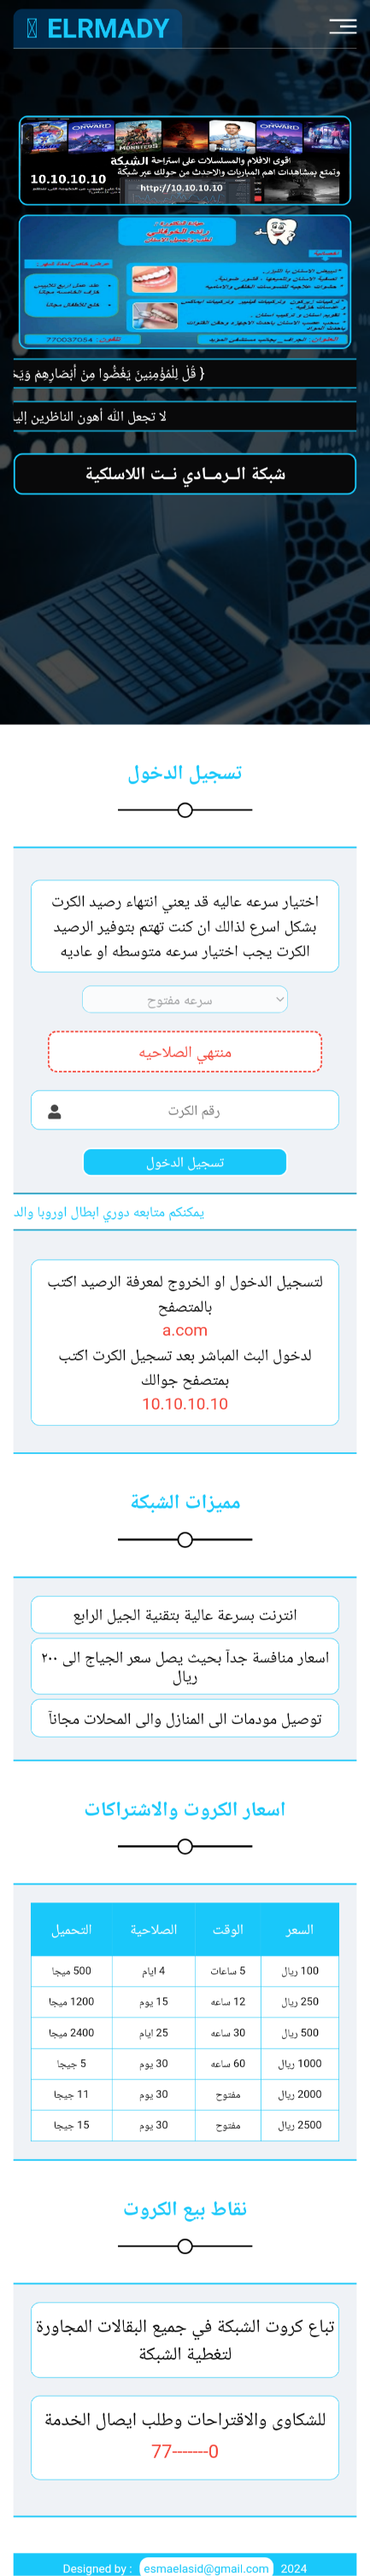 ELRMADY
اقوى الافلام والمسلسلات على استراحة الشبكة
وتمتع بمشاهدات اهم المباريات والاحدث من حولك عبر شبكة
10.10.10.10
http://10.10.10.10
770037054
{ قُلْ لِلْمُؤْمِنِينَ يَغُضُّوا مِنْ أَبْصَارِهِمْ
لا تجعل الله أهون الناظرين إليك
شبكة الــرمــادي نــت اللاسلكية
تسجيل الدخول
اختيار سرعه عاليه قد يعني انتهاء رصيد الكرت
بشكل اسرع لذالك ان كنت تهتم بتوفير الرصيد
الكرت يجب اختيار سرعه متوسطه او عاديه
سرعه مفتوح
منتهي الصلاحيه
رقم الكرت
تسجيل الدخول
يمكنكم متابعه دوري ابطال اوروبا والد
لتسجيل الدخول او الخروج لمعرفة الرصيد اكتب
بالمتصفح
a.com
لدخول البث المباشر بعد تسجيل الكرت اكتب
بمتصفح جوالك
10.10.10.10
مميزات الشبكة
انترنت بسرعة عالية بتقنية الجيل الرابع
اسعار منافسة جدآ بحيث يصل سعر الجياج الى ٢٠٠
ريال
توصيل مودمات الى المنازل والى المحلات مجانآ
اسعار الكروت والاشتراكات
السعر الوقت الصلاحية التحميل
100 ريال 5 ساعات 4 ايام 500 ميجا
250 ريال 12 ساعه 15 يوم 1200 ميجا
500 ريال 30 ساعه 25 ايام 2400 ميجا
1000 ريال 60 ساعه 30 يوم 5 جيجا
2000 ريال مفتوح 30 يوم 11 جيجا
2500 ريال مفتوح 30 يوم 15 جيجا
نقاط بيع الكروت
تباع كروت الشبكة في جميع البقالات المجاورة
لتغطية الشبكة
للشكاوى والاقتراحات وطلب ايصال الخدمة
77-------0
Designed by : esmaelasid@gmail.com 2024